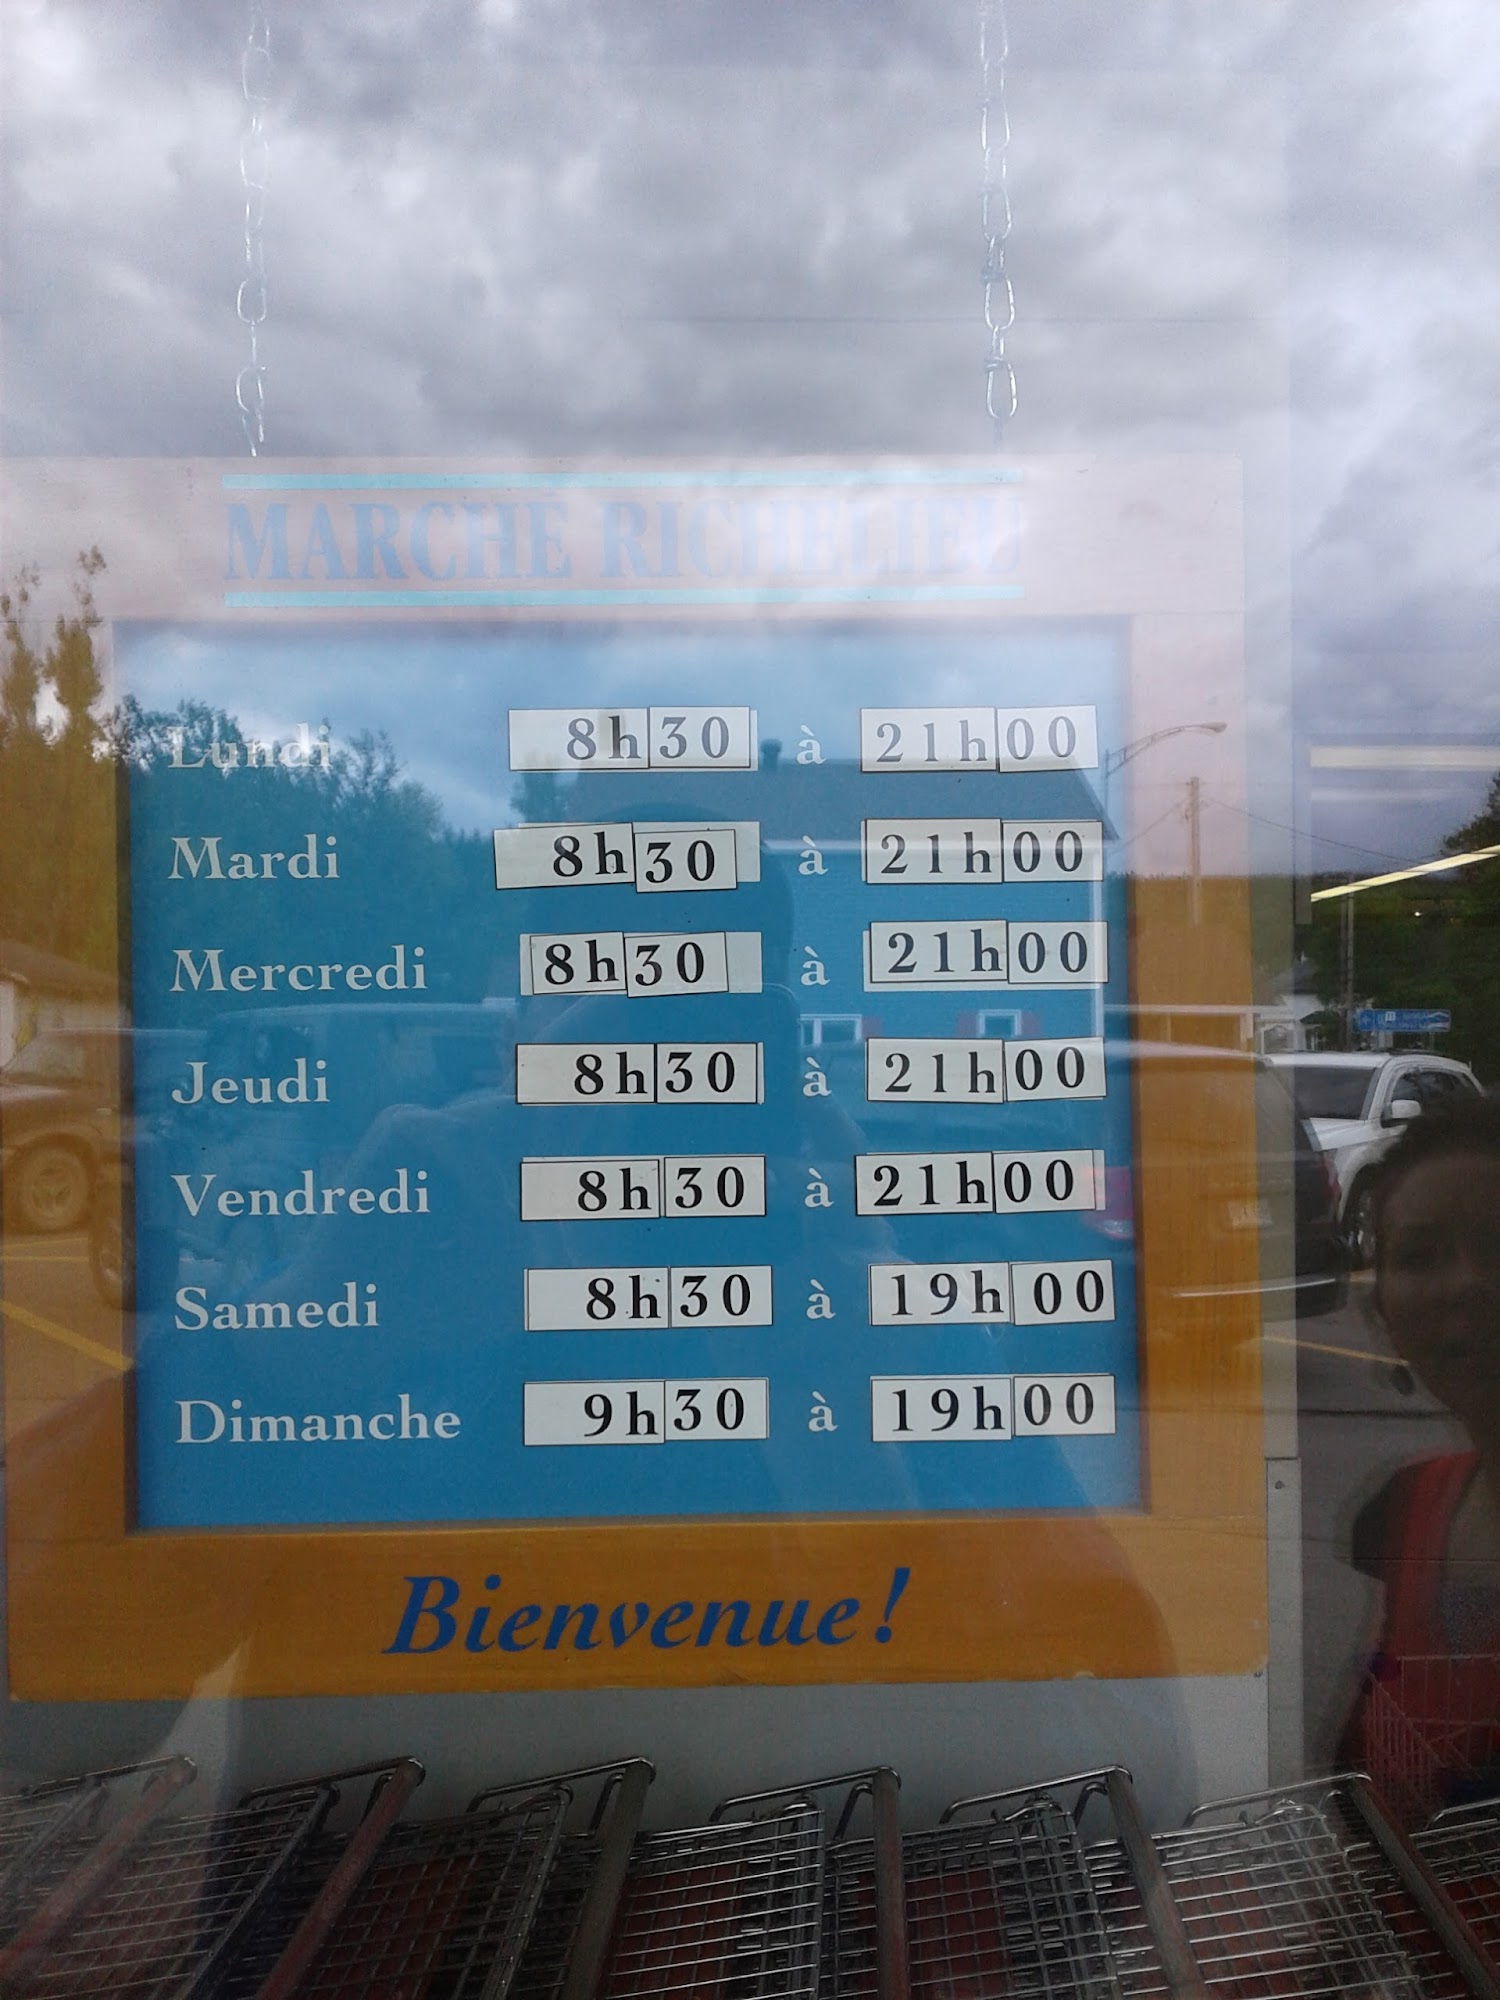 MARCHÉ RICHELIEU
Lundi 8h30 à 21h00
Mardi 8h30 à 21h00
Mercredi 8h30 à 21h00
Jeudi 8h30 à 21h00
Vendredi 8h30 à 21h00
Samedi 8h30 à 19h00
Dimanche 9h30 à 19h00
Bienvenue!